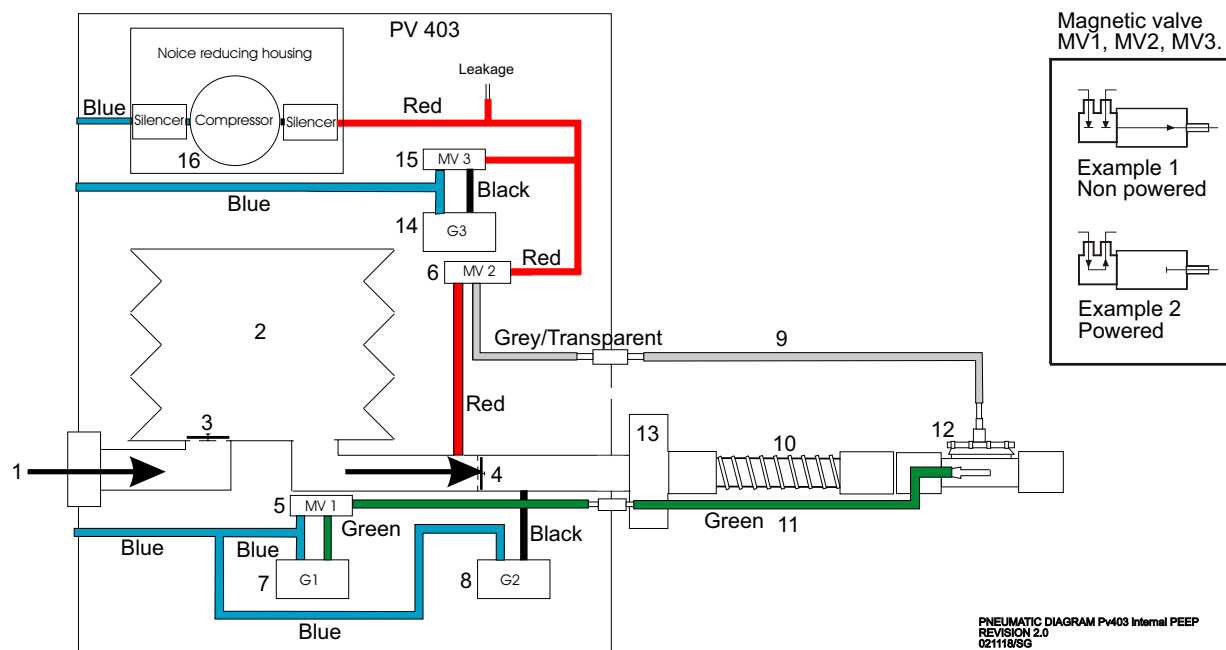 PV 403
Noice reducing housing
Leakage
Blue
Silencer
Compressor
Silencer
Red
16
15
MV 3
Black
Blue
14
G3
Red
6
MV 2
2
Grey/Transparent
9
Red
3
13
10
12
1
4
5
MV 1
Green
Green
11
Blue
Blue
Black
7
G1
8
G2
Blue
Magnetic valve
MV1, MV2, MV3.
Example 1
Non powered
Example 2
Powered
PNEUMATIC DIAGRAM Pv403 Internal PEEP
REVISION 2.0
021118/SG